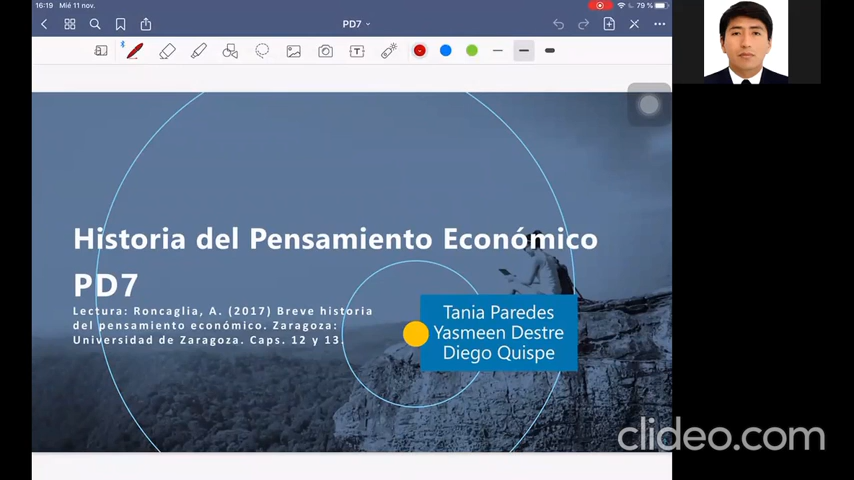 16:19 Mié 11 nov.
79 %
PD7
Historia del Pensamiento Económico
PD7
Lectura: Roncaglia, A. (2017) Breve historia
del pensamiento económico. Zaragoza:
Universidad de Zaragoza. Caps. 12 y 13.
Tania Paredes
Yasmeen Destre
Diego Quispe
clideo.com